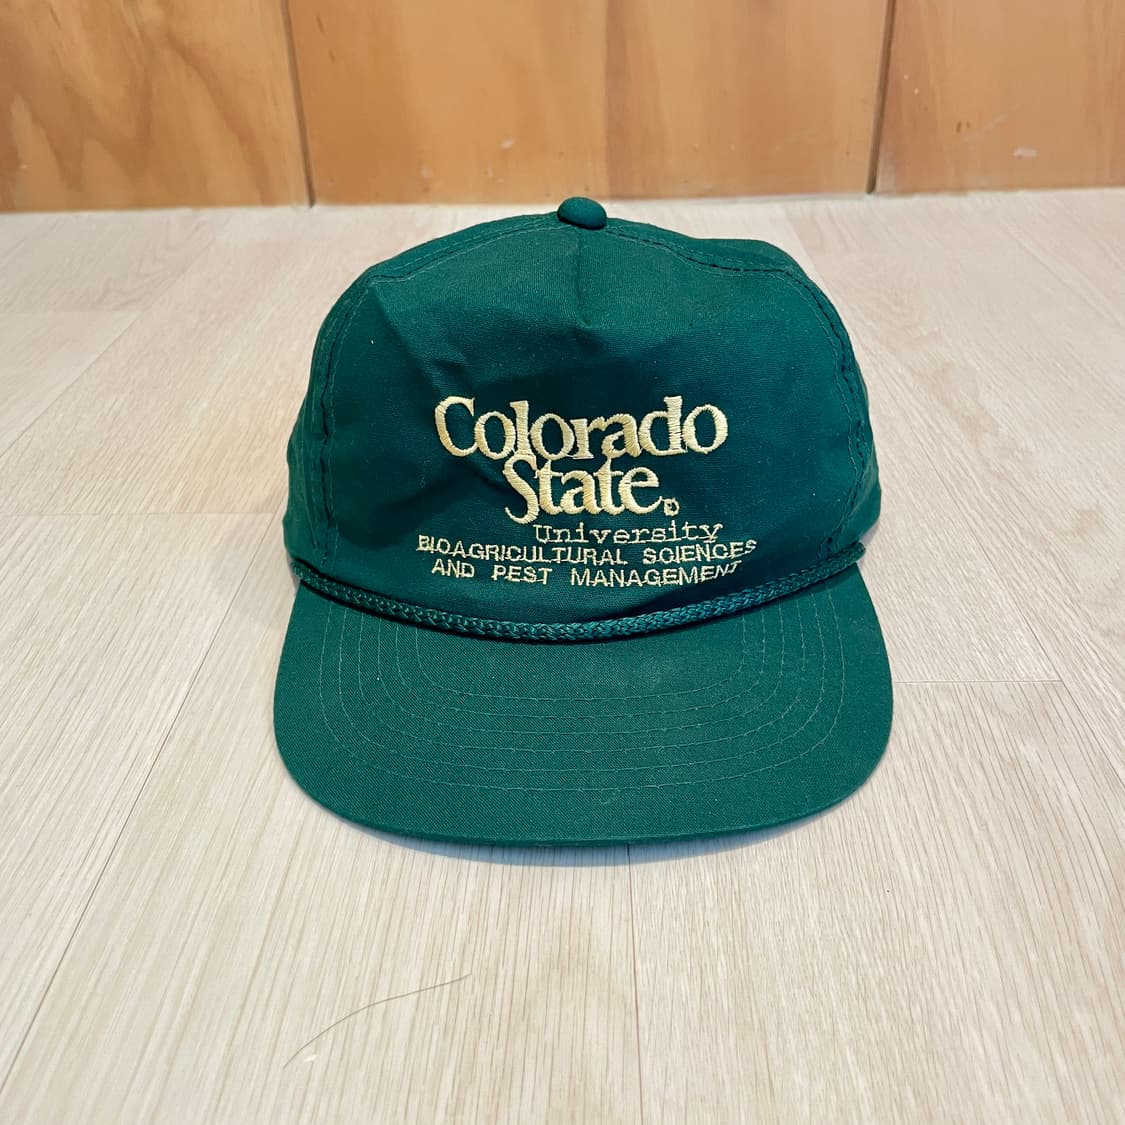 Colorado
State
University
BIOAGRICULTURAL SCIENCES
AND PEST MANAGEMENT